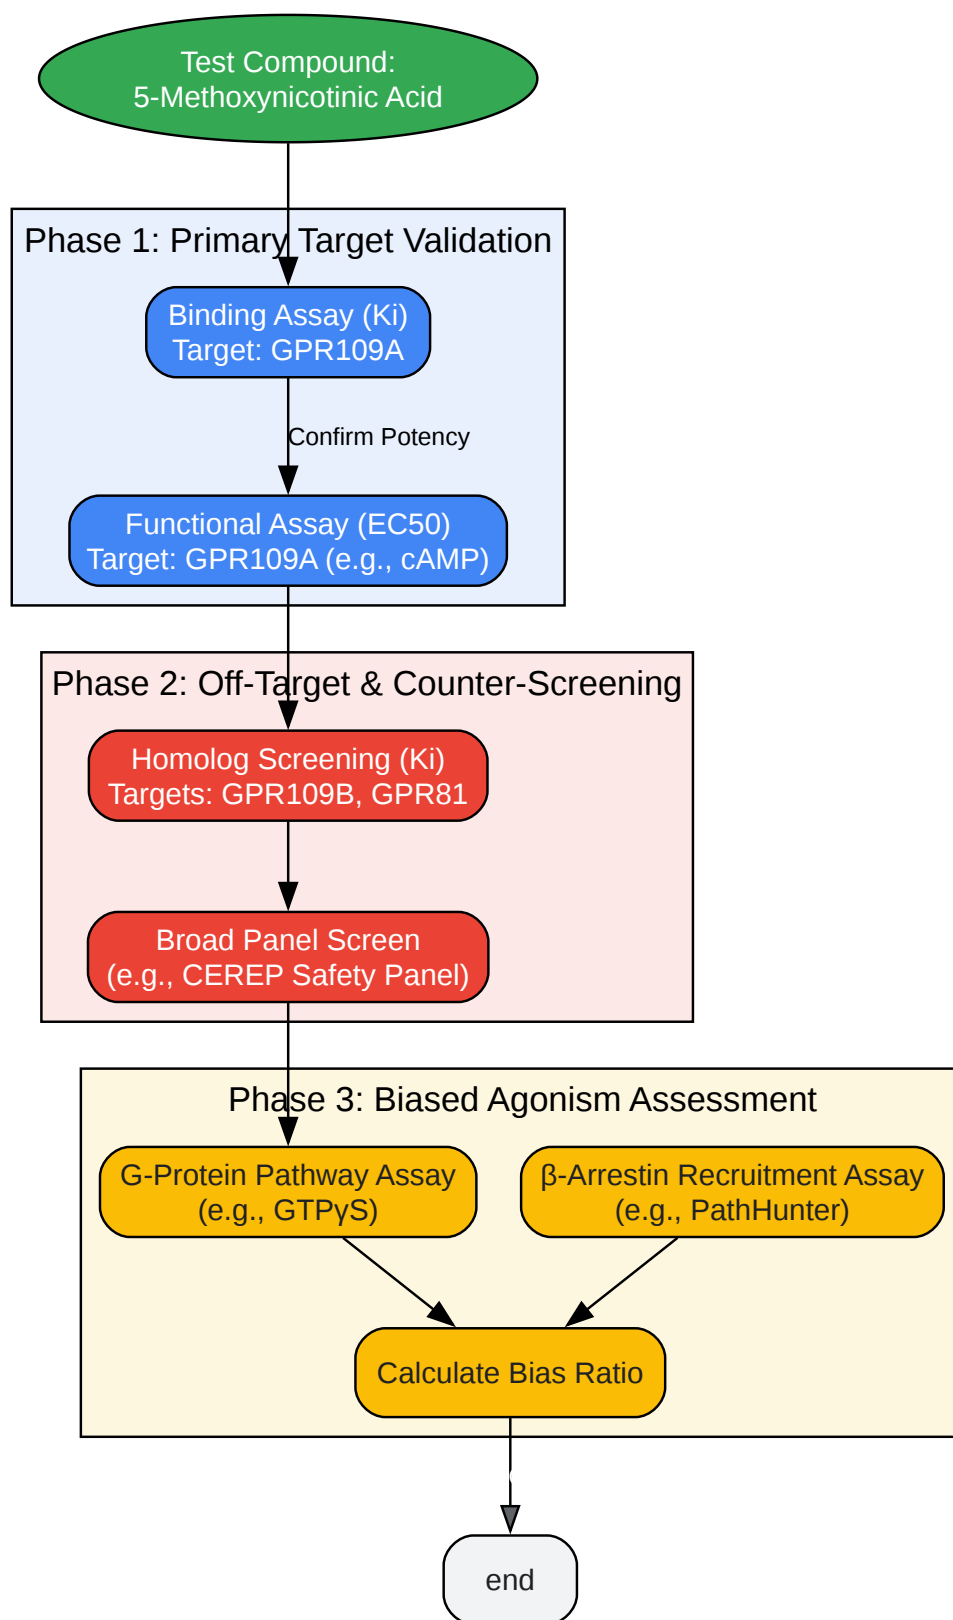 Test Compound:
5-Methoxynicotinic Acid
Phase 1: Primary Target Validation
Binding Assay (Ki)
Target: GPR109A
Confirm Potency
Functional Assay (EC50)
Target: GPR109A (e.g., cAMP)
Phase 2: Off-Target & Counter-Screening
Homolog Screening (Ki)
Targets: GPR109B, GPR81
Broad Panel Screen
(e.g., CEREP Safety Panel)
Phase 3: Biased Agonism Assessment
G-Protein Pathway Assay
(e.g., GTPγS)
β-Arrestin Recruitment Assay
(e.g., PathHunter)
Calculate Bias Ratio
end